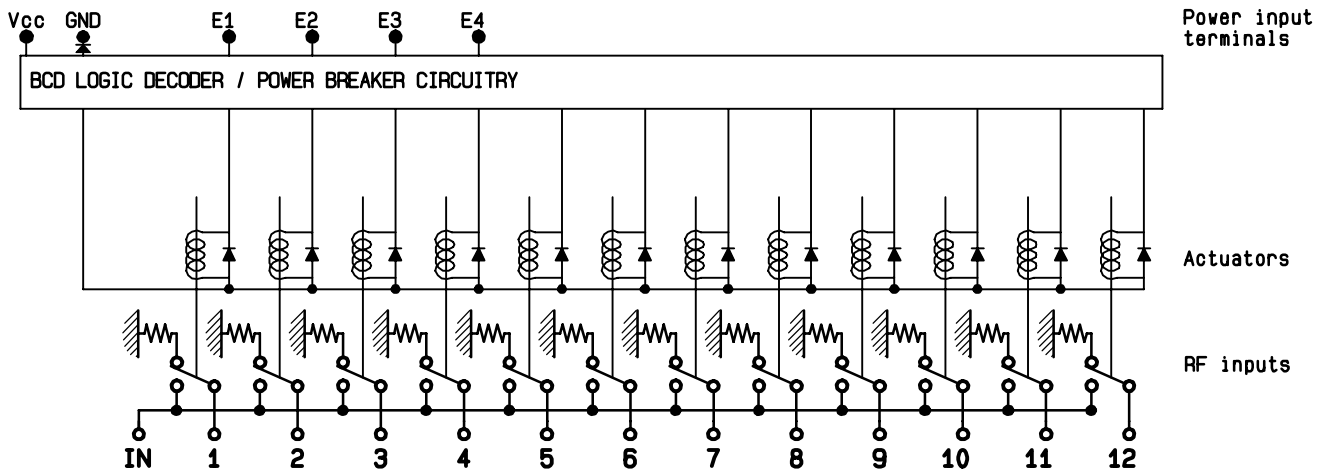 Vcc GND E1 E2 E3 E4 Power input
terminals
BCD LOGIC DECODER / POWER BREAKER CIRCUITRY
Actuators
RF inputs
IN 1 2 3 4 5 6 7 8 9 10 11 12